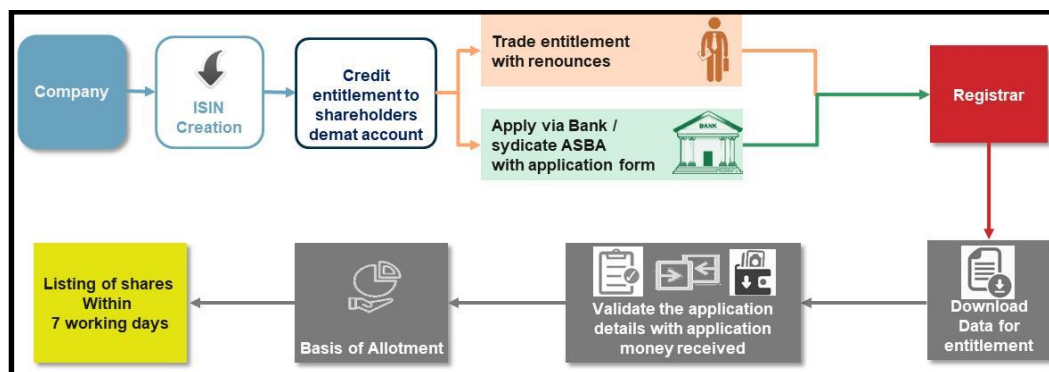 Company
ISIN
Creation
Credit
entitlement to
shareholders
demat account
Trade entitlement
with renounces
Apply via Bank /
sydicate ASBA
with application form
BANK
Registrar
Download
Data for
entitlement
Validate the application
details with application
money received
Basis of Allotment
Listing of shares
Within
7 working days